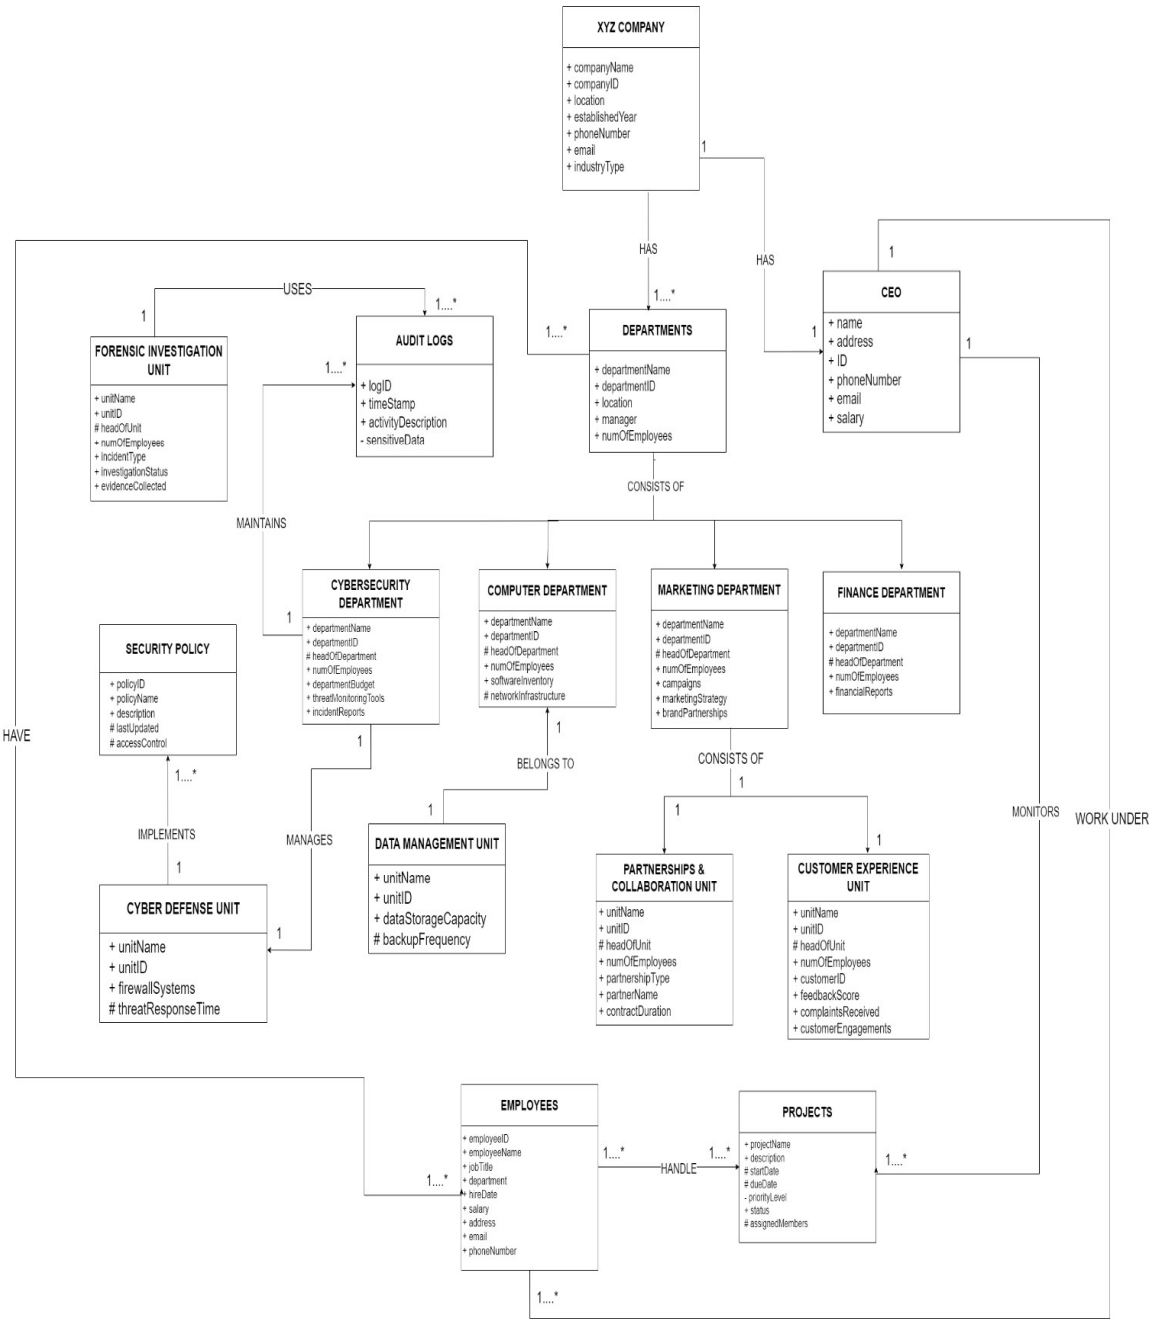 XYZ COMPANY
+ companyName
+ companyID
+ location
+ establishedYear
+ phoneNumber
+ email
+ industryType
1
HAS
1....*
HAS
1
1
CEO
+ name
+ address
+ ID
+ phoneNumber
+ email
+ salary
1
1....*
DEPARTMENTS
+ departmentName
+ departmentID
+ location
+ manager
+ numOfEmployees
USES
1
1....*
FORENSIC INVESTIGATION
UNIT
+ unitName
+ unitID
# headOfUnit
+ numOfEmployees
+ incidentType
+ investigationStatus
+ evidenceCollected
AUDIT LOGS
+ logID
+ timeStamp
+ activityDescription
- sensitiveData
1....*
MAINTAINS
1
CONSISTS OF
CYBERSECURITY
DEPARTMENT
+ departmentName
+ departmentID
# headOfDepartment
+ numOfEmployees
+ departmentBudget
+ threatMonitoringTools
+ incidentReports
COMPUTER DEPARTMENT
+ departmentName
+ departmentID
# headOfDepartment
+ numOfEmployees
+ softwareInventory
# networkInfrastructure
MARKETING DEPARTMENT
+ departmentName
+ departmentID
# headOfDepartment
+ numOfEmployees
+ campaigns
+ marketingStrategy
+ brandPartnerships
FINANCE DEPARTMENT
+ departmentName
+ departmentID
# headOfDepartment
+ numOfEmployees
+ financialReports
SECURITY POLICY
+ policyID
+ policyName
+ description
# lastUpdated
# accessControl
HAVE
1....*
IMPLEMENTS
1
1
MANAGES
1
CYBER DEFENSE UNIT
+ unitName
+ unitID
+ firewallSystems
# threatResponseTime
1
BELONGS TO
1
DATA MANAGEMENT UNIT
+ unitName
+ unitID
+ dataStorageCapacity
# backupFrequency
CONSISTS OF
1
1
1
PARTNERSHIPS &
COLLABORATION UNIT
+ unitName
+ unitID
# headOfUnit
+ numOfEmployees
+ partnershipType
+ partnerName
+ contractDuration
CUSTOMER EXPERIENCE
UNIT
+ unitName
+ unitID
# headOfUnit
+ numOfEmployees
+ customerID
+ feedbackScore
+ complaintsReceived
+ customerEngagements
MONITORS
WORK UNDER
EMPLOYEES
+ employeeID
+ employeeName
+ jobTitle
+ department
+ hireDate
+ salary
+ address
+ email
+ phoneNumber
1....*
1....*
HANDLE
1....*
PROJECTS
+ projectName
+ description
# startDate
# dueDate
- priorityLevel
+ status
# assignedMembers
1....*
1....*